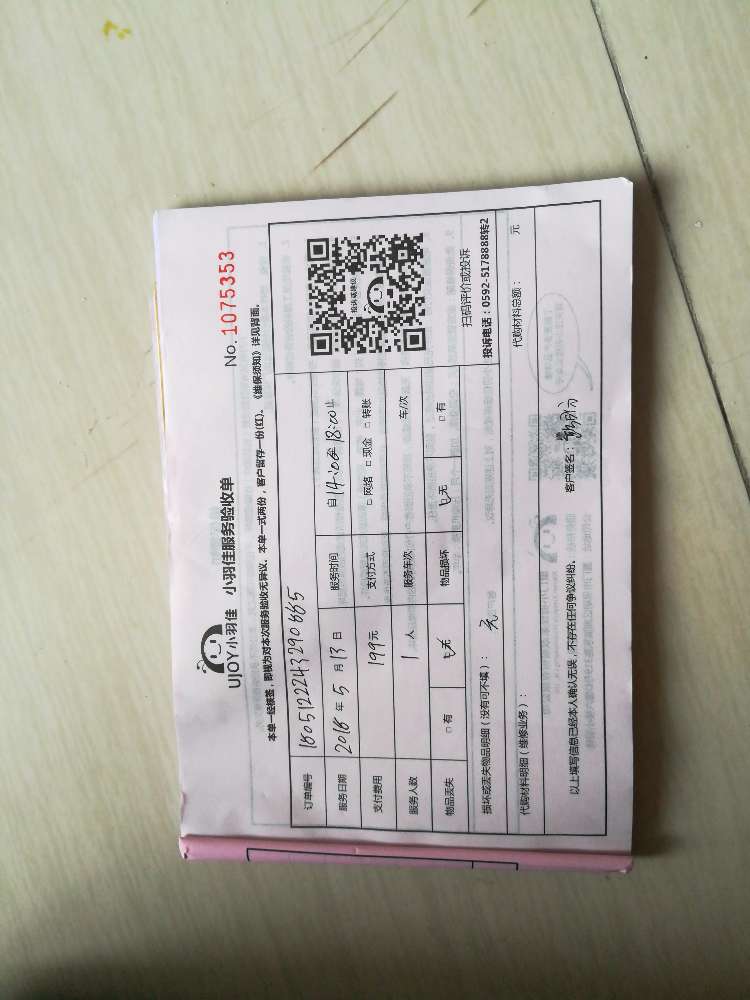 UJOY小羽佳 小羽佳服务验收单
No. 1075353
本单一经核签，即视为对本次服务验收无异议、本单一式两份，客户留存一份(红)、《维保须知》详见背面。
订单编号 1805122243290665
服务日期 2018 年 5 月 13 日 服务时间 自14:00至18:00止
支付费用 199元 支付方式 □ 网络 □ 现金 □ 转账
服务人数 1 人 服务车次 车/次
物品丢失 □ 有 无 物品损坏 无 □ 有
投诉或建议
扫码评价或投诉
投诉电话：0592-5178888转2
损坏或丢失物品明细（没有可不填）： 无
代购材料明细（维修业务）： 代购材料总额： 元
以上填写信息已经本人确认无误，不存在任何争议纠纷。 客户签名：